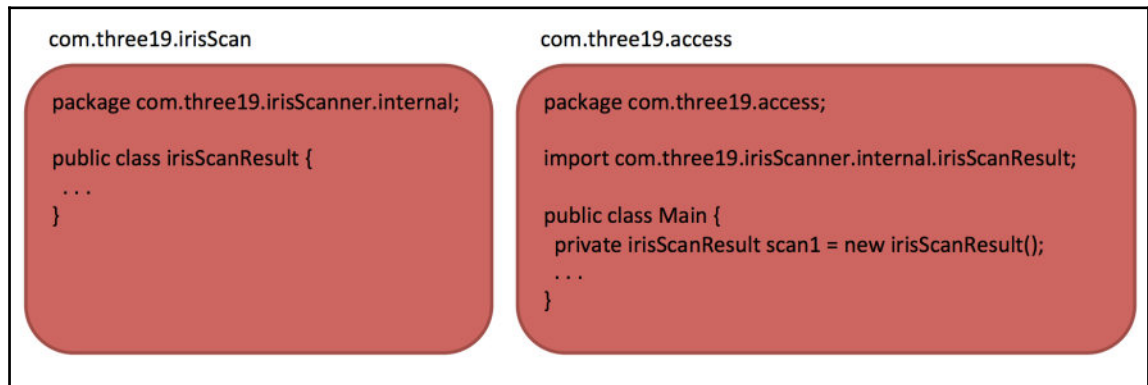 com.three19.irisScan
package com.three19.irisScanner.internal;
public class irisScanResult {
. . .
}
com.three19.access
package com.three19.access;
import com.three19.irisScanner.internal.irisScanResult;
public class Main {
private irisScanResult scan1 = new irisScanResult();
. . .
}